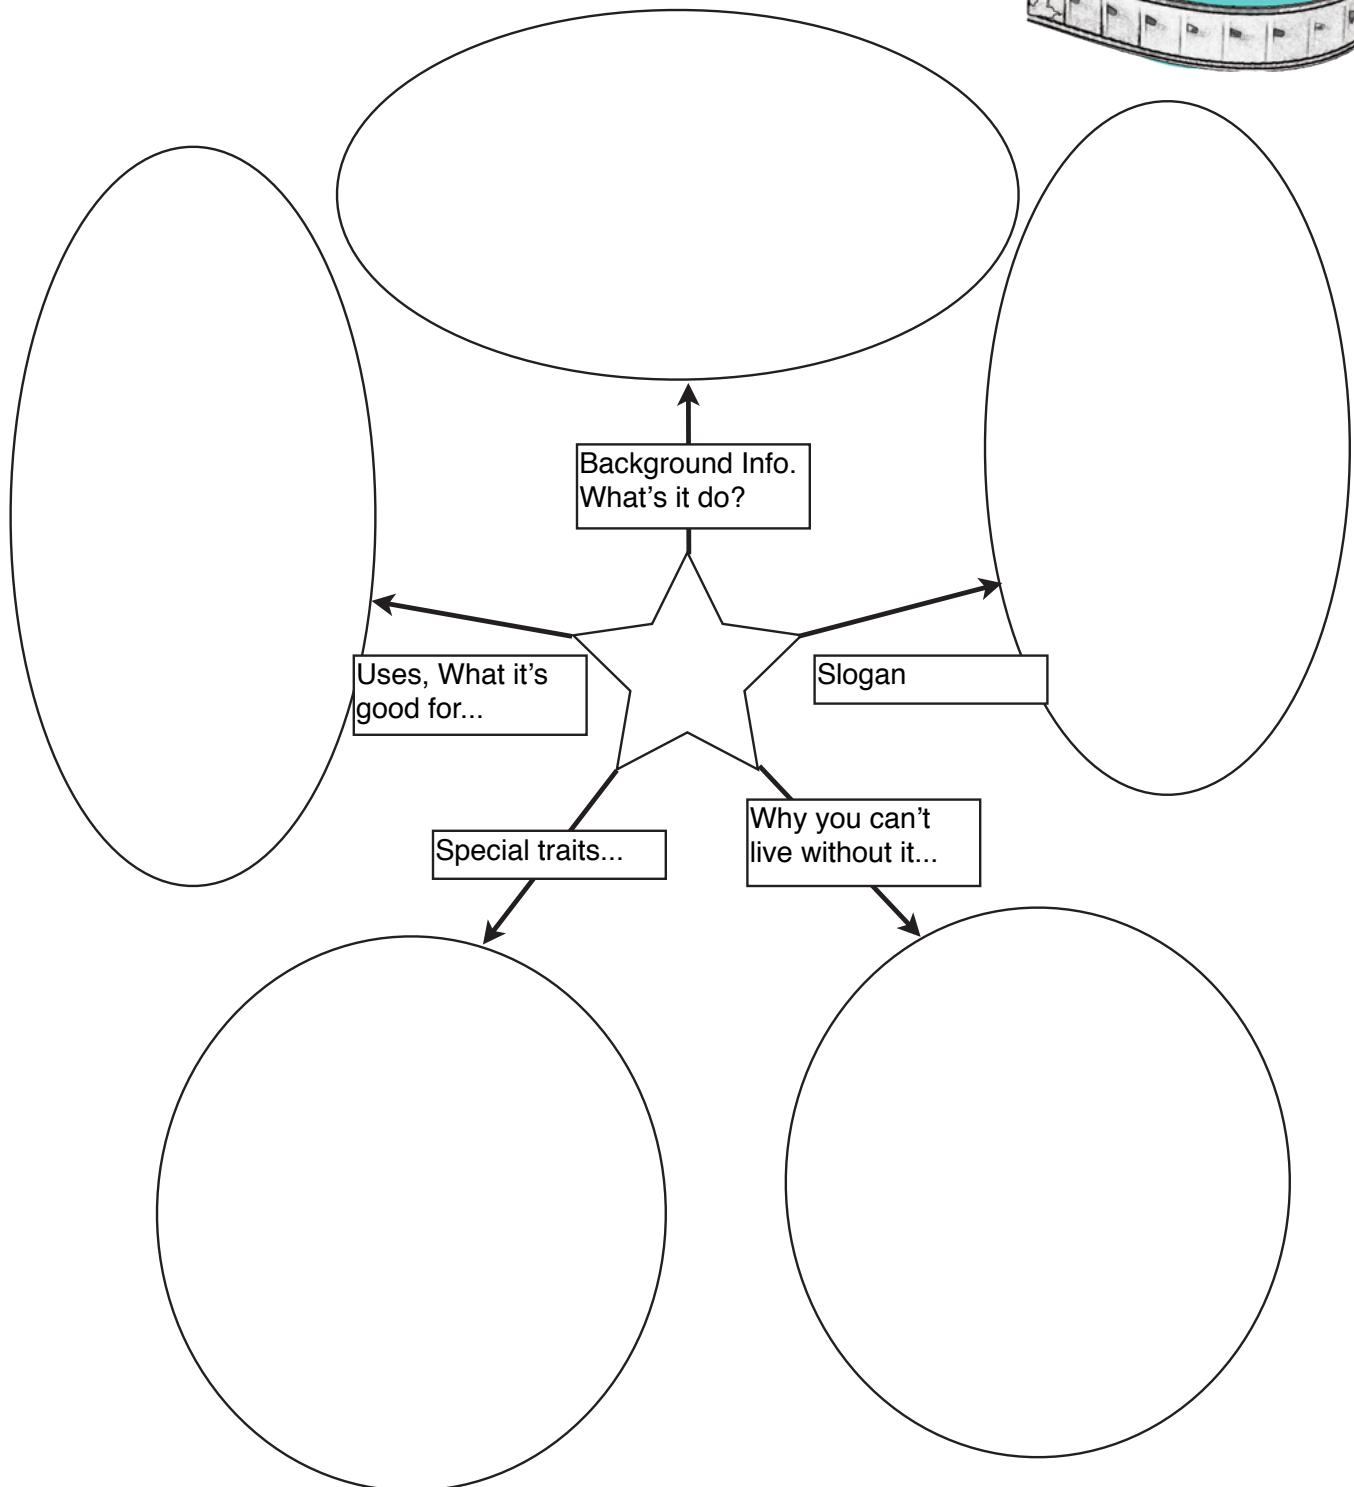 Background Info.
What's it do?
Uses, What it's
good for...
Slogan
Special traits...
Why you can't
live without it...